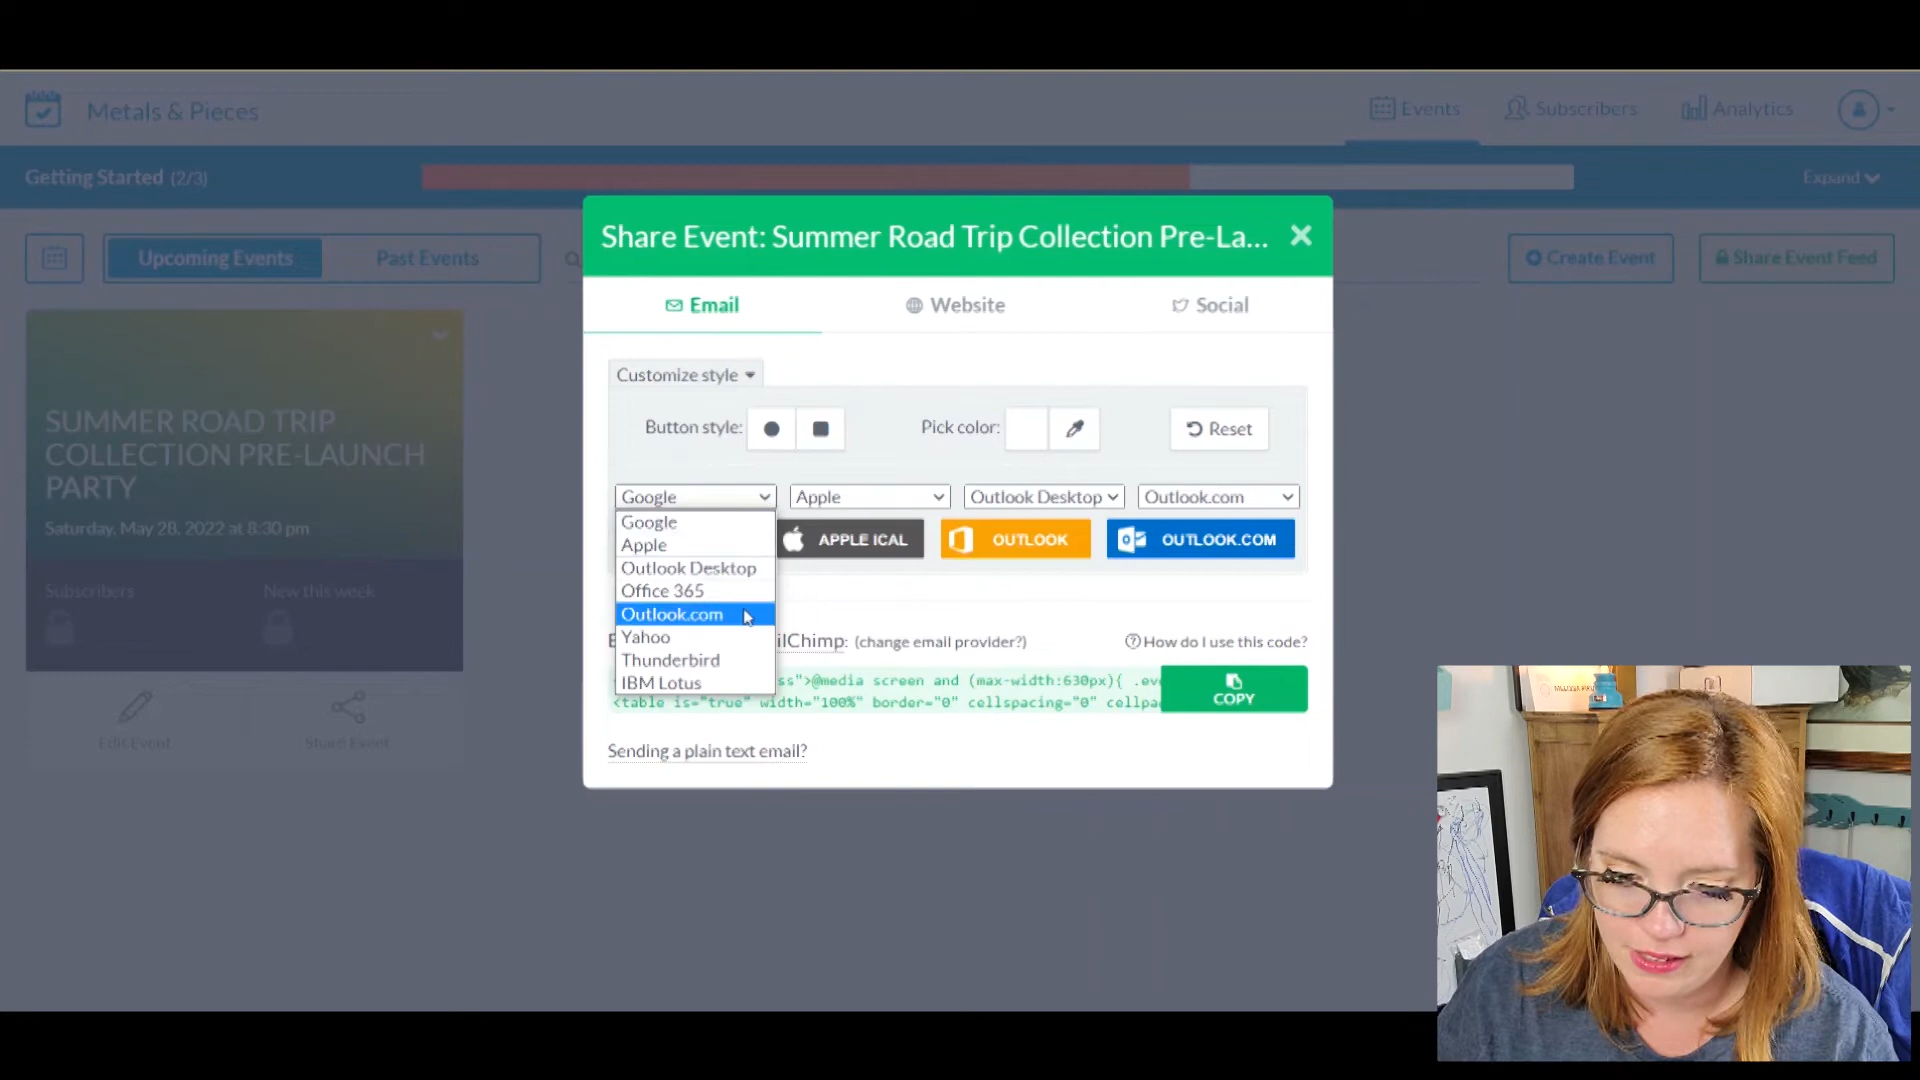 Metals & Pieces
Events
Subscribers
Analytics
Getting Started (2/3)
Expand
Upcoming Events
Past Events
Create Event
Share Event Feed
SUMMER ROAD TRIP
COLLECTION PRE-LAUNCH
PARTY
Saturday, May 28, 2022 at 8:30 pm
Subscribers
New this week
Edit Event
Share Event
Share Event: Summer Road Trip Collection Pre-La...
Email
Website
Social
Customize style
Button style:
Pick color:
Reset
Google
Apple
Outlook Desktop
Outlook.com
Google
Apple
Outlook Desktop
Office 365
Outlook.com
Yahoo
Thunderbird
IBM Lotus
APPLE ICAL
OUTLOOK
OUTLOOK.COM
ilChimp: (change email provider?)
How do I use this code?
ss">@media screen and (max-width:630px){ .eve
<table is="true" width="100%" border="0" cellspacing="0" cellpa
COPY
Sending a plain text email?